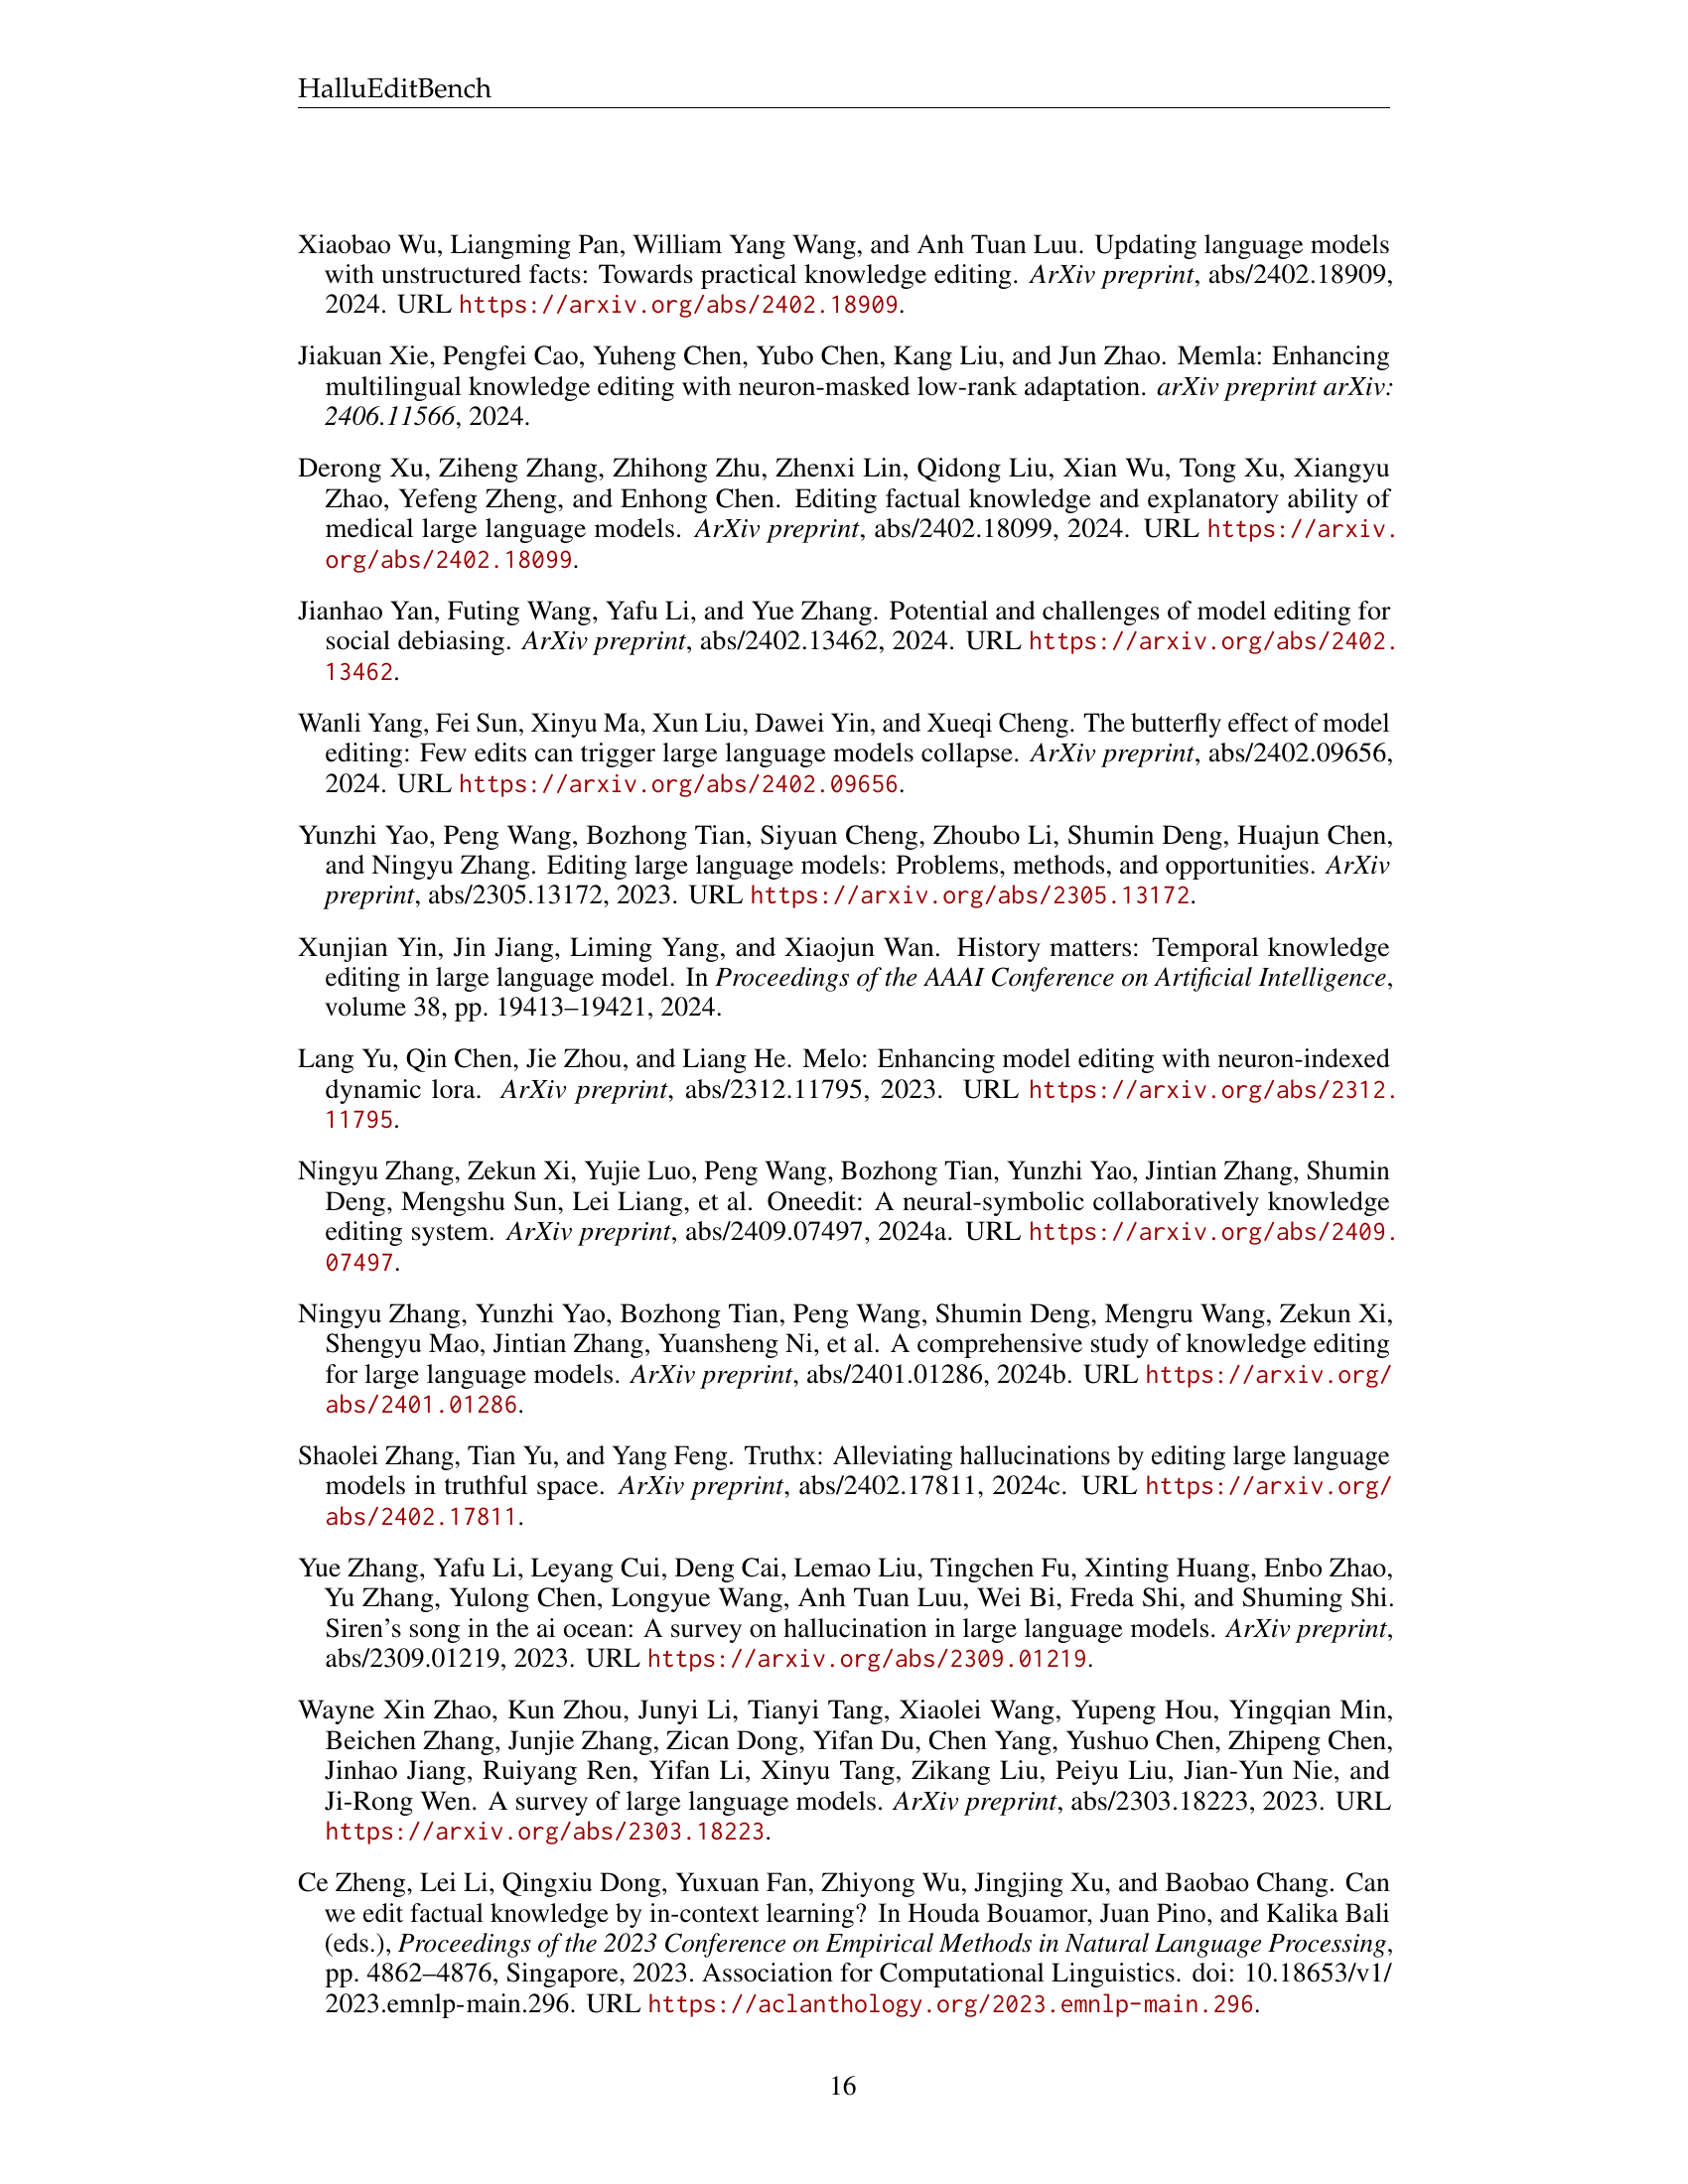 HalluEditBench
Xiaobao Wu, Liangming Pan, William Yang Wang, and Anh Tuan Luu. Updating language models
with unstructured facts: Towards practical knowledge editing. ArXiv preprint, abs/2402.18909,
2024. URL https://arxiv.org/abs/2402.18909.
Jiakuan Xie, Pengfei Cao, Yuheng Chen, Yubo Chen, Kang Liu, and Jun Zhao. Memla: Enhancing
multilingual knowledge editing with neuron-masked low-rank adaptation. arXiv preprint arXiv:
2406.11566, 2024.
Derong Xu, Ziheng Zhang, Zhihong Zhu, Zhenxi Lin, Qidong Liu, Xian Wu, Tong Xu, Xiangyu
Zhao, Yefeng Zheng, and Enhong Chen. Editing factual knowledge and explanatory ability of
medical large language models. ArXiv preprint, abs/2402.18099, 2024. URL https://arxiv.
org/abs/2402.18099.
Jianhao Yan, Futing Wang, Yafu Li, and Yue Zhang. Potential and challenges of model editing for
social debiasing. ArXiv preprint, abs/2402.13462, 2024. URL https://arxiv.org/abs/2402.
13462.
Wanli Yang, Fei Sun, Xinyu Ma, Xun Liu, Dawei Yin, and Xueqi Cheng. The butterfly effect of model
editing: Few edits can trigger large language models collapse. ArXiv preprint, abs/2402.09656,
2024. URL https://arxiv.org/abs/2402.09656.
Yunzhi Yao, Peng Wang, Bozhong Tian, Siyuan Cheng, Zhoubo Li, Shumin Deng, Huajun Chen,
and Ningyu Zhang. Editing large language models: Problems, methods, and opportunities. ArXiv
preprint, abs/2305.13172, 2023. URL https://arxiv.org/abs/2305.13172.
Xunjian Yin, Jin Jiang, Liming Yang, and Xiaojun Wan. History matters: Temporal knowledge
editing in large language model. In Proceedings of the AAAI Conference on Artificial Intelligence,
volume 38, pp. 19413–19421, 2024.
Lang Yu, Qin Chen, Jie Zhou, and Liang He. Melo: Enhancing model editing with neuron-indexed
dynamic lora. ArXiv preprint, abs/2312.11795, 2023. URL https://arxiv.org/abs/2312.
11795.
Ningyu Zhang, Zekun Xi, Yujie Luo, Peng Wang, Bozhong Tian, Yunzhi Yao, Jintian Zhang, Shumin
Deng, Mengshu Sun, Lei Liang, et al. Oneedit: A neural-symbolic collaboratively knowledge
editing system. ArXiv preprint, abs/2409.07497, 2024a. URL https://arxiv.org/abs/2409.
07497.
Ningyu Zhang, Yunzhi Yao, Bozhong Tian, Peng Wang, Shumin Deng, Mengru Wang, Zekun Xi,
Shengyu Mao, Jintian Zhang, Yuansheng Ni, et al. A comprehensive study of knowledge editing
for large language models. ArXiv preprint, abs/2401.01286, 2024b. URL https://arxiv.org/
abs/2401.01286.
Shaolei Zhang, Tian Yu, and Yang Feng. Truthx: Alleviating hallucinations by editing large language
models in truthful space. ArXiv preprint, abs/2402.17811, 2024c. URL https://arxiv.org/
abs/2402.17811.
Yue Zhang, Yafu Li, Leyang Cui, Deng Cai, Lemao Liu, Tingchen Fu, Xinting Huang, Enbo Zhao,
Yu Zhang, Yulong Chen, Longyue Wang, Anh Tuan Luu, Wei Bi, Freda Shi, and Shuming Shi.
Siren's song in the ai ocean: A survey on hallucination in large language models. ArXiv preprint,
abs/2309.01219, 2023. URL https://arxiv.org/abs/2309.01219.
Wayne Xin Zhao, Kun Zhou, Junyi Li, Tianyi Tang, Xiaolei Wang, Yupeng Hou, Yingqian Min,
Beichen Zhang, Junjie Zhang, Zican Dong, Yifan Du, Chen Yang, Yushuo Chen, Zhipeng Chen,
Jinhao Jiang, Ruiyang Ren, Yifan Li, Xinyu Tang, Zikang Liu, Peiyu Liu, Jian-Yun Nie, and
Ji-Rong Wen. A survey of large language models. ArXiv preprint, abs/2303.18223, 2023. URL
https://arxiv.org/abs/2303.18223.
Ce Zheng, Lei Li, Qingxiu Dong, Yuxuan Fan, Zhiyong Wu, Jingjing Xu, and Baobao Chang. Can
we edit factual knowledge by in-context learning? In Houda Bouamor, Juan Pino, and Kalika Bali
(eds.), Proceedings of the 2023 Conference on Empirical Methods in Natural Language Processing,
pp. 4862–4876, Singapore, 2023. Association for Computational Linguistics. doi: 10.18653/v1/
2023.emnlp-main.296. URL https://aclanthology.org/2023.emnlp-main.296.
16